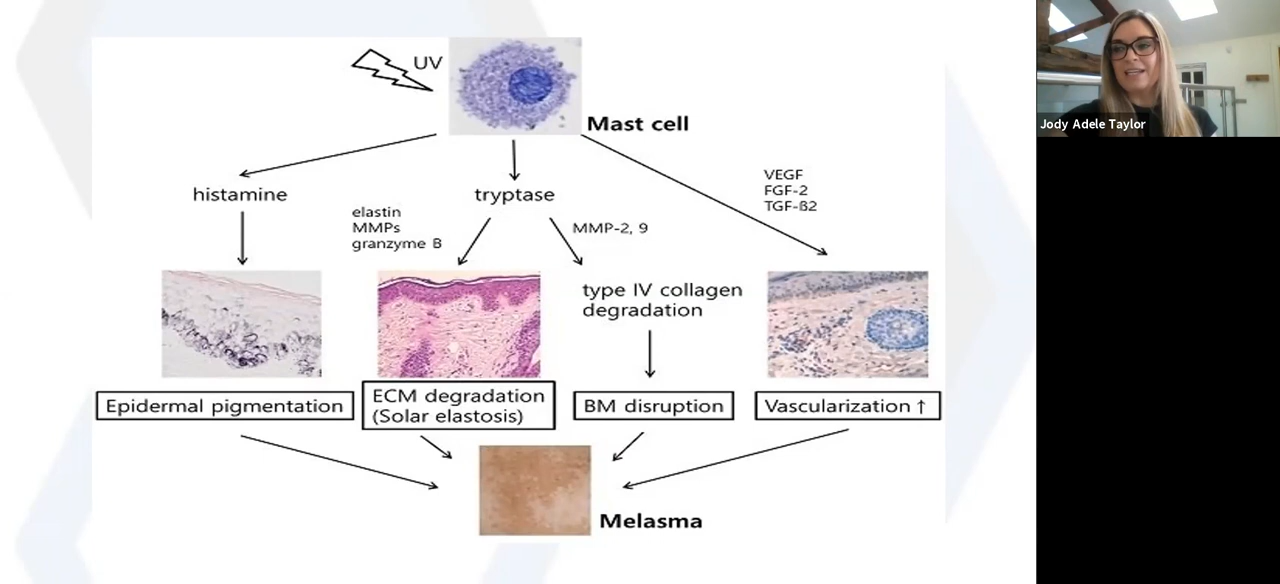 UV
Mast cell
Jody Adele Taylor
histamine
tryptase
VEGF
FGF-2
TGF-ß2
elastin
MMPs
granzyme B
MMP-2, 9
type IV collagen
degradation
Epidermal pigmentation
ECM degradation
(Solar elastosis)
BM disruption
Vascularization ↑
Melasma